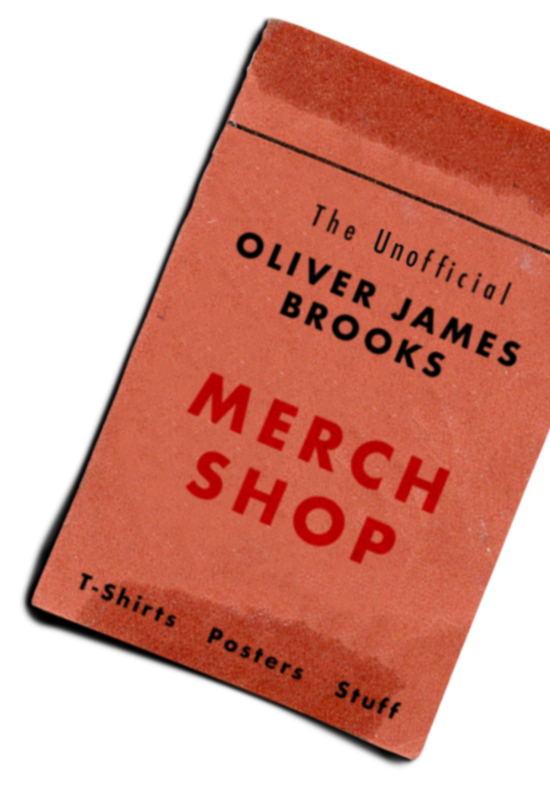 The Unofficial
OLIVER JAMES
BROOKS
MERCH
SHOP
T-Shirts Posters Stuff